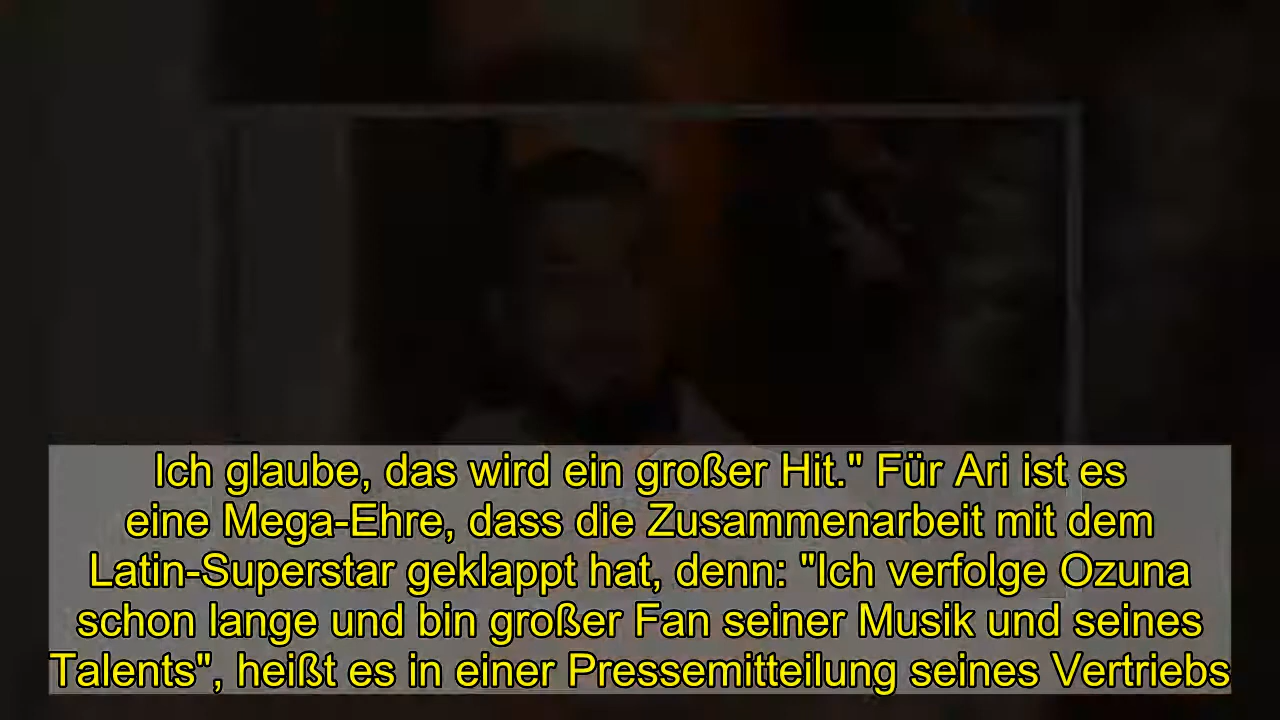 Ich glaube, das wird ein großer Hit." Für Ari ist es
eine Mega-Ehre, dass die Zusammenarbeit mit dem
Latin-Superstar geklappt hat, denn: "Ich verfolge Ozuna
schon lange und bin großer Fan seiner Musik und seines
Talents", heißt es in einer Pressemitteilung seines Vertriebs